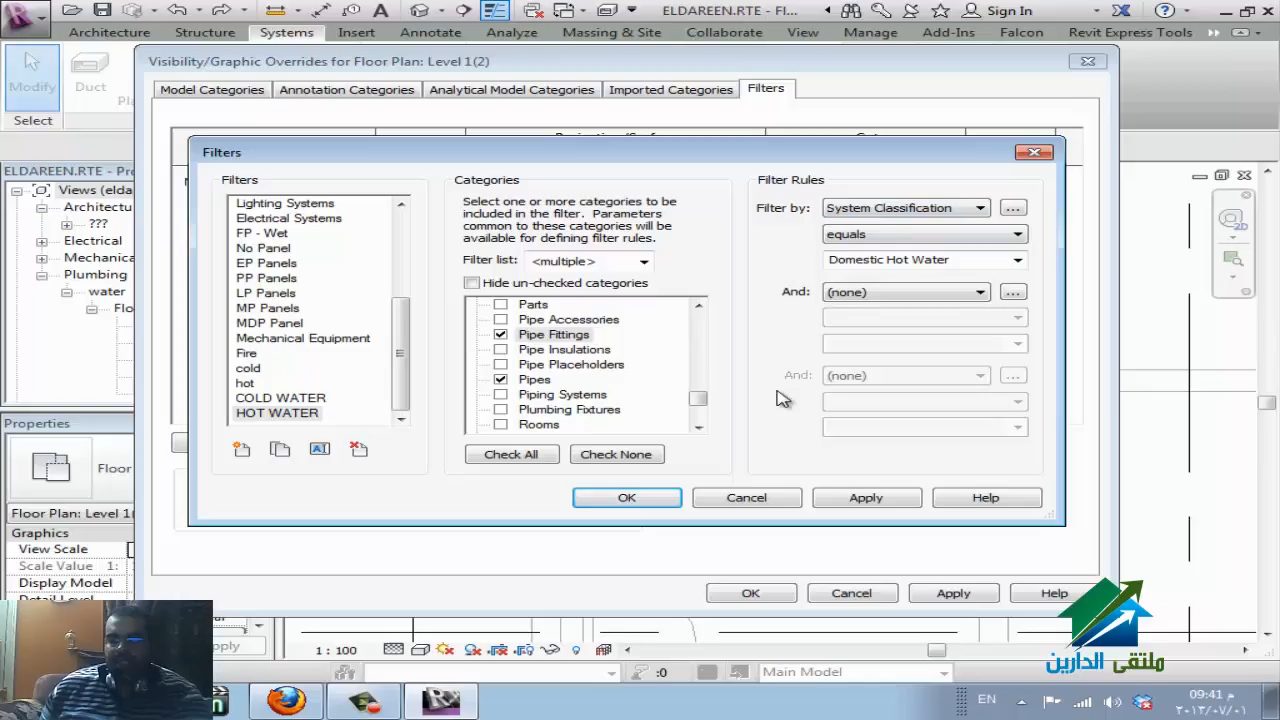 ELDAREEN.RTE - Fl...
Sign In
Architecture Structure Systems Insert Annotate Analyze Massing & Site Collaborate View Manage Add-Ins Falcon Revit Express Tools
Modify
Duct
Select
Visibility/Graphic Overrides for Floor Plan: Level 1(2)
Model Categories Annotation Categories Analytical Model Categories Imported Categories Filters
ELDAREEN.RTE - Pro
Views (elda
Architectu
???
Electrical
Mechanica
Plumbing
water
Flo
Properties
Floor
Floor Plan: Level 1(
Graphics
View Scale
Scale Value 1:
Display Model
Filters
Filters
Lighting Systems
Electrical Systems
FP - Wet
No Panel
EP Panels
PP Panels
LP Panels
MP Panels
MDP Panel
Mechanical Equipment
Fire
cold
hot
COLD WATER
HOT WATER
Categories
Select one or more categories to be
included in the filter. Parameters
common to these categories will be
available for defining filter rules.
Filter list: <multiple>
Hide un-checked categories
Parts
Pipe Accessories
Pipe Fittings
Pipe Insulations
Pipe Placeholders
Pipes
Piping Systems
Plumbing Fixtures
Rooms
Check All Check None
Filter Rules
Filter by: System Classification ...
equals
Domestic Hot Water
And: (none) ...
And: (none) ...
OK Cancel Apply Help
OK Cancel Apply Help
ملتقى الدارين
1 : 100
:0 Main Model
EN
09:41 م
٢٠١٣/٠٧/٠١